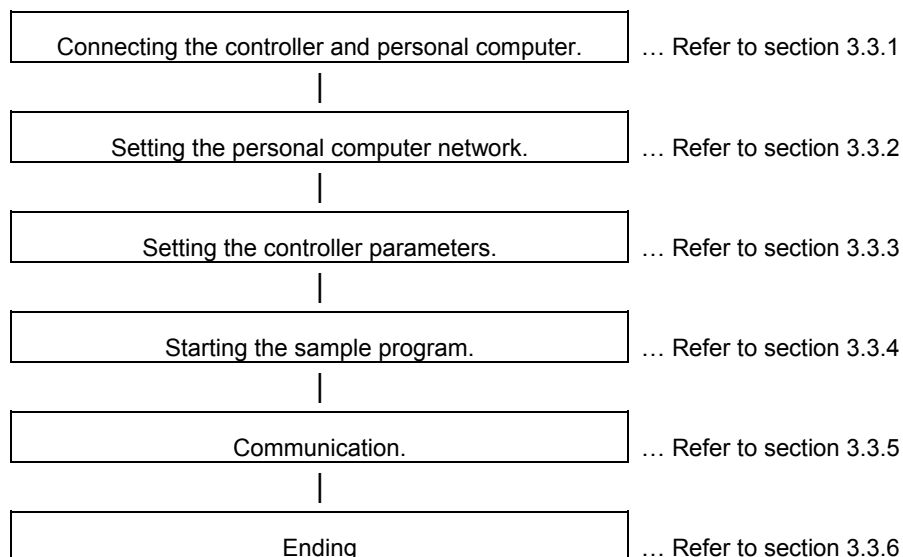 Connecting the controller and personal computer. … Refer to section 3.3.1
Setting the personal computer network. … Refer to section 3.3.2
Setting the controller parameters. … Refer to section 3.3.3
Starting the sample program. … Refer to section 3.3.4
Communication. … Refer to section 3.3.5
Ending … Refer to section 3.3.6